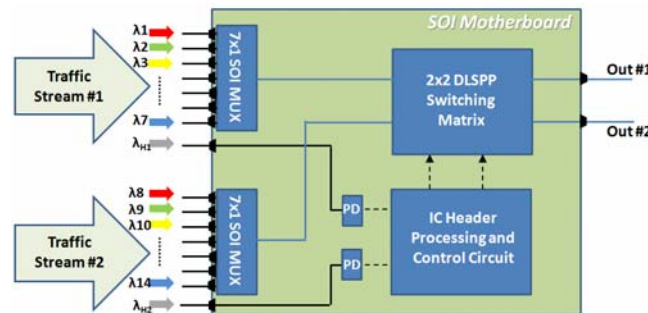 SOI Motherboard
Traffic
Stream #1
λ1
λ2
λ3
λ7
λH1
7x1 SOI MUX
2x2 DLSPP
Switching
Matrix
Out #1
Out #2
Traffic
Stream #2
λ8
λ9
λ10
λ14
λH2
7x1 SOI MUX
PD
PD
IC Header
Processing and
Control Circuit